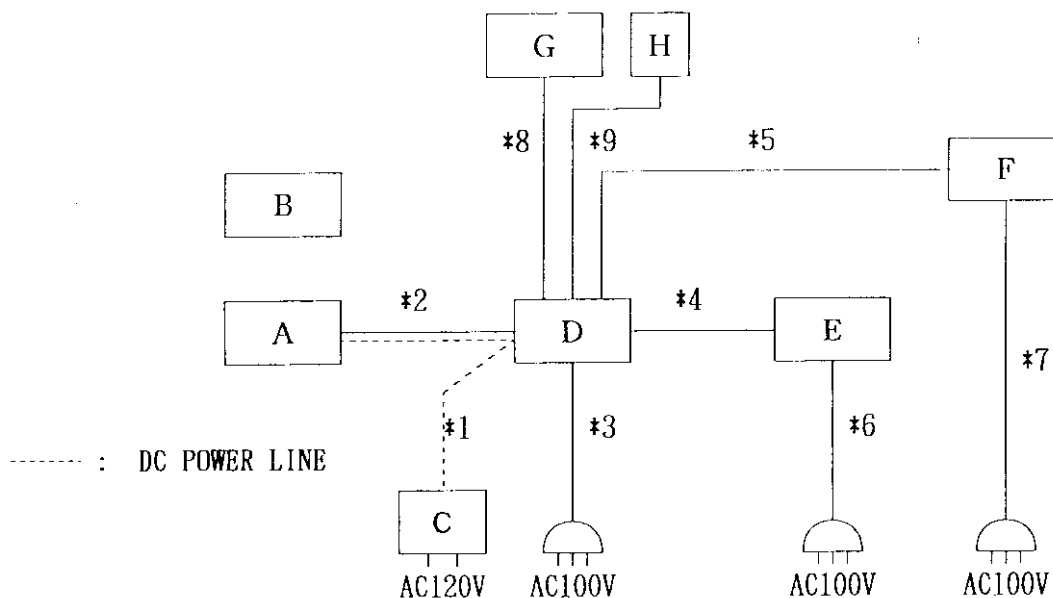 G
H
*8
*9
*5
F
B
*2
*4
A
D
E
*7
*1
*3
*6
------ : DC POWER LINE
C
AC120V
AC100V
AC100V
AC100V